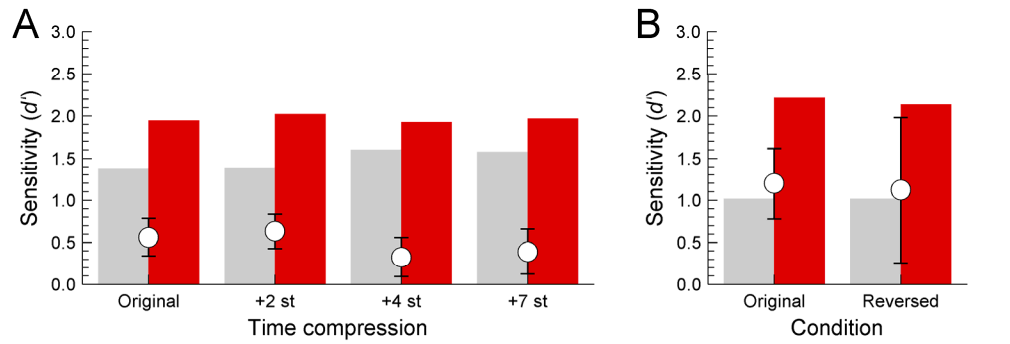 A
Sensitivity (d')
3.0
2.5
2.0
1.5
1.0
0.5
0.0
Original +2 st +4 st +7 st
Time compression
B
Sensitivity (d')
3.0
2.5
2.0
1.5
1.0
0.5
0.0
Original Reversed
Condition